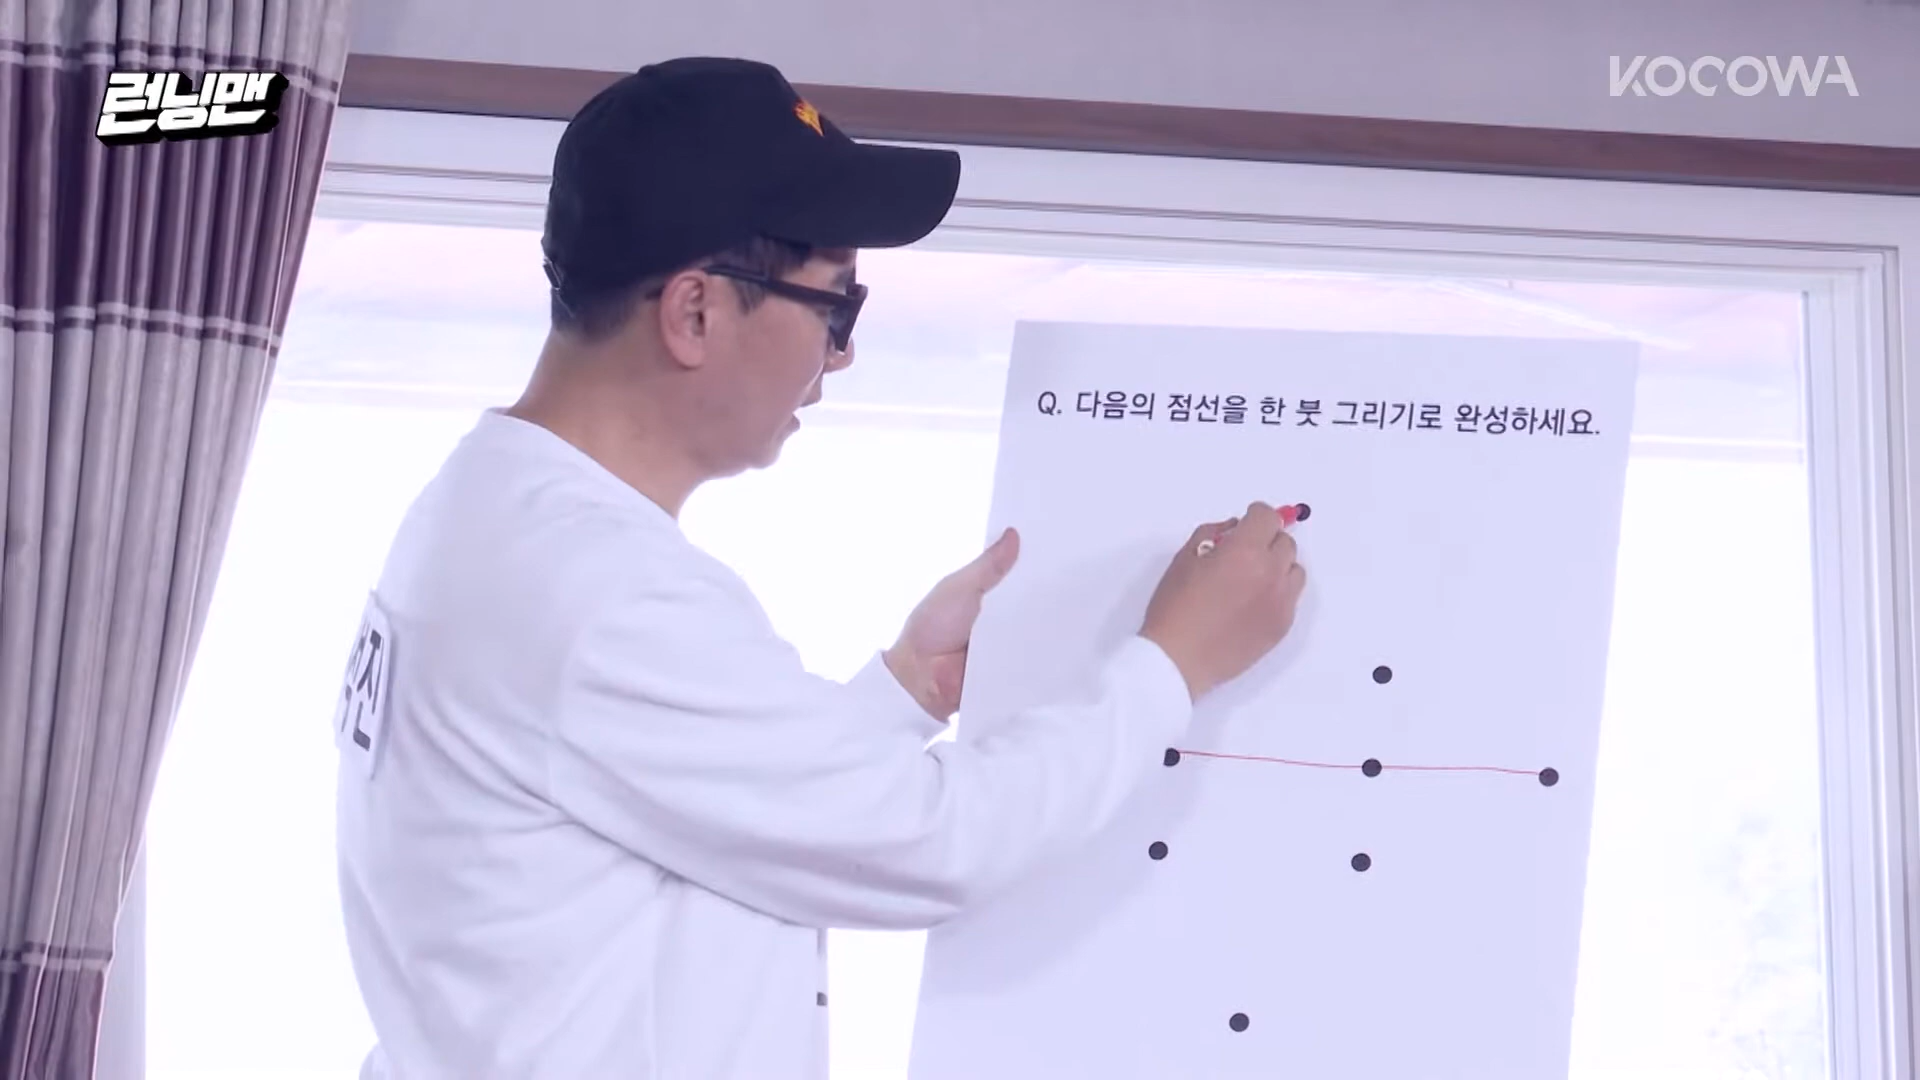 런닝맨
KOCOWA
Q. 다음의 점선을 한 붓 그리기로 완성하세요.
진